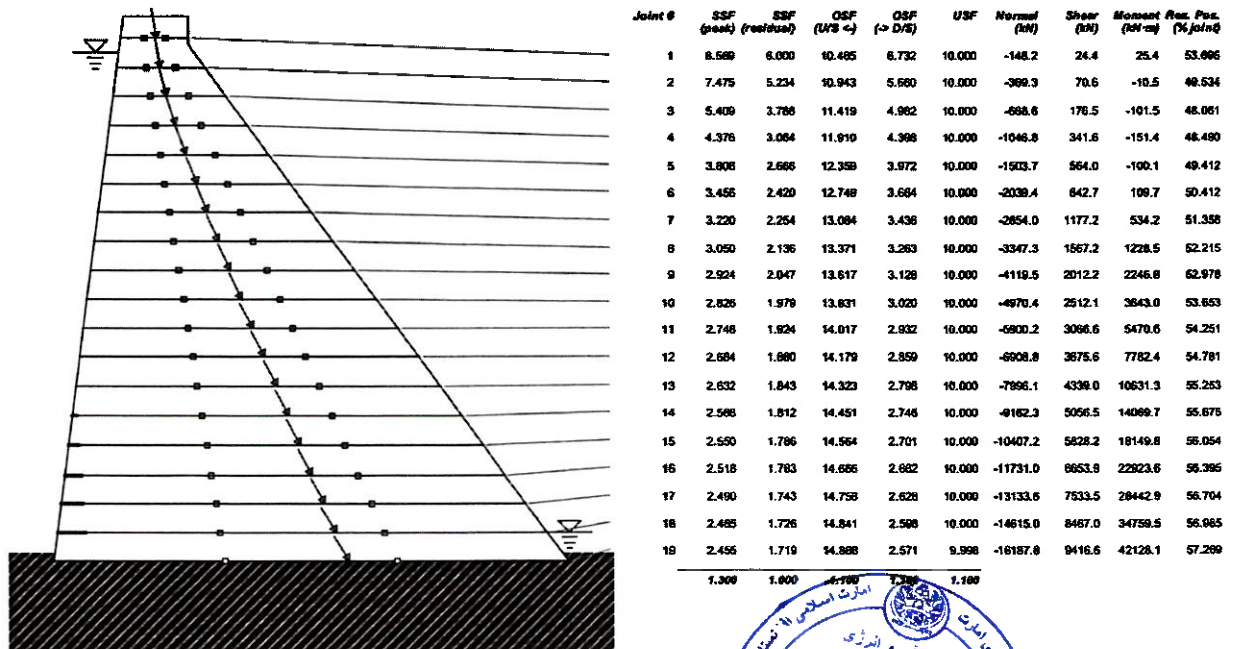 Joint # SSF (peak) SSF (residual) OSF (U/S <-) OSF (-> D/S) USF Normal (kN) Shear (kN) Moment (kN·m) Res. Pos. (% joint)
1 8.569 6.000 10.485 6.732 10.000 -148.2 24.4 25.4 53.696
2 7.475 5.234 10.943 5.660 10.000 -369.3 70.6 -10.5 49.534
3 5.409 3.788 11.419 4.962 10.000 -668.6 176.5 -101.5 48.061
4 4.376 3.064 11.910 4.398 10.000 -1046.8 341.6 -151.4 48.490
5 3.808 2.666 12.358 3.972 10.000 -1503.7 564.0 -100.1 49.412
6 3.456 2.420 12.748 3.664 10.000 -2039.4 842.7 109.7 50.412
7 3.220 2.254 13.084 3.436 10.000 -2654.0 1177.2 534.2 51.358
8 3.050 2.136 13.371 3.263 10.000 -3347.3 1567.2 1228.5 52.215
9 2.924 2.047 13.617 3.128 10.000 -4119.5 2012.2 2246.8 52.978
10 2.826 1.979 13.831 3.020 10.000 -4970.4 2512.1 3643.0 53.653
11 2.748 1.924 14.017 2.932 10.000 -5900.2 3066.6 5470.6 54.251
12 2.684 1.880 14.179 2.859 10.000 -6908.8 3675.6 7782.4 54.781
13 2.632 1.843 14.323 2.798 10.000 -7996.1 4339.0 10631.3 55.253
14 2.588 1.812 14.451 2.746 10.000 -9162.3 5056.5 14069.7 55.675
15 2.550 1.786 14.564 2.701 10.000 -10407.2 5828.2 18149.8 56.054
16 2.518 1.763 14.666 2.662 10.000 -11731.0 6653.9 22923.6 56.395
17 2.490 1.743 14.758 2.628 10.000 -13133.6 7533.5 28442.9 56.704
18 2.465 1.726 14.841 2.598 10.000 -14615.0 8467.0 34759.5 56.985
19 2.455 1.719 14.888 2.571 9.998 -16187.8 9416.6 42128.1 57.269
1.300 1.000 1.100
امارت اسلامی
انرژی
امارت